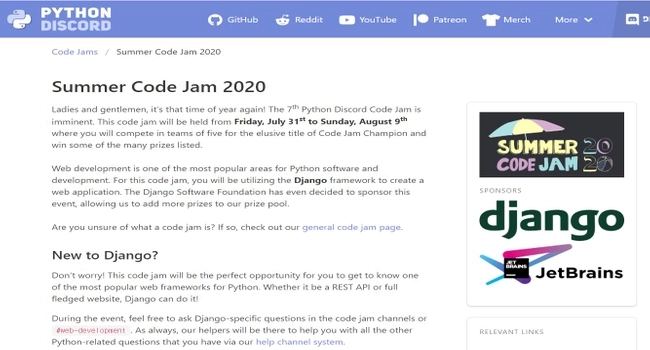 PYTHON
DISCORD
GitHub
Reddit
YouTube
Patreon
Merch
More
Code Jams / Summer Code Jam 2020
Summer Code Jam 2020
Ladies and gentlemen, it's that time of year again! The 7th Python Discord Code Jam is
imminent. This code jam will be held from Friday, July 31st to Sunday, August 9th
where you will compete in teams of five for the elusive title of Code Jam Champion and
win some of the many prizes listed.
Web development is one of the most popular areas for Python software and
development. For this code jam, you will be utilizing the Django framework to create a
web application. The Django Software Foundation has even decided to sponsor this
event, allowing us to add more prizes to our prize pool.
Are you unsure of what a code jam is? If so, check out our general code jam page.
New to Django?
Don't worry! This code jam will be the perfect opportunity for you to get to know one
of the most popular web frameworks for Python. Whether it be a REST API or full
fledged website, Django can do it!
During the event, feel free to ask Django-specific questions in the code jam channels or
#web-development. As always, our helpers will be there to help you with all the other
Python-related questions that you have via our help channel system.
SUMMER 20
CODE JAM 20
SPONSORS
django
JET
BRAINS
JetBrains
RELEVANT LINKS